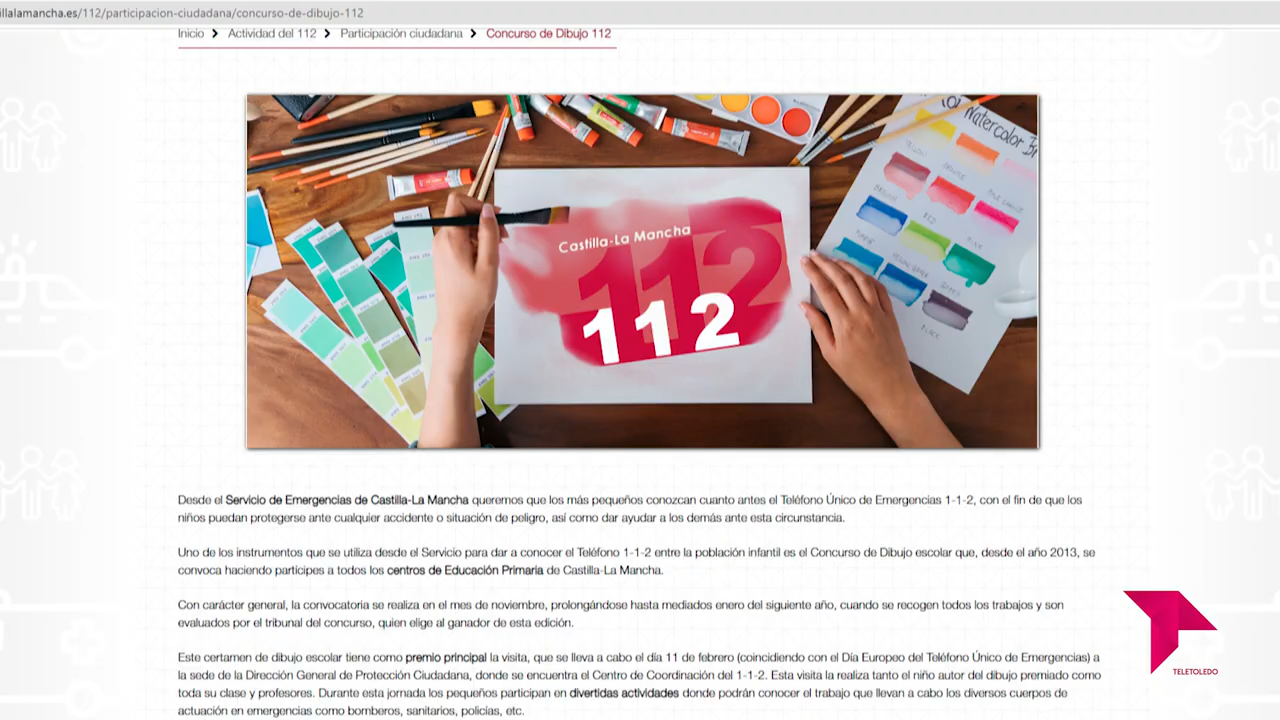 illalamancha.es/112/participacion-ciudadana/concurso-de-dibujo-112
Inicio > Actividad del 112 > Participación ciudadana > Concurso de Dibujo 112
Watercolor
YELLOW
ORANGE
RED
BLACK
Castilla-La Mancha
112
112
Desde el Servicio de Emergencias de Castilla-La Mancha queremos que los más pequeños conozcan cuanto antes el Teléfono Único de Emergencias 1-1-2, con el fin de que los
niños puedan protegerse ante cualquier accidente o situación de peligro, así como dar ayudar a los demás ante esta circunstancia.
Uno de los instrumentos que se utiliza desde el Servicio para dar a conocer el Teléfono 1-1-2 entre la población infantil es el Concurso de Dibujo escolar que, desde el año 2013, se
convoca haciendo partícipes a todos los centros de Educación Primaria de Castilla-La Mancha.
Con carácter general, la convocatoria se realiza en el mes de noviembre, prolongándose hasta mediados enero del siguiente año, cuando se recogen todos los trabajos y son
evaluados por el tribunal del concurso, quien elige al ganador de esta edición.
Este certamen de dibujo escolar tiene como premio principal la visita, que se lleva a cabo el día 11 de febrero (coincidiendo con el Día Europeo del Teléfono Único de Emergencias) a
la sede de la Dirección General de Protección Ciudadana, donde se encuentra el Centro de Coordinación del 1-1-2. Esta visita la realiza tanto el niño autor del dibujo premiado como
toda su clase y profesores. Durante esta jornada los pequeños participan en divertidas actividades donde podrán conocer el trabajo que llevan a cabo los diversos cuerpos de
actuación en emergencias como bomberos, sanitarios, policías, etc.
TELETOLEDO